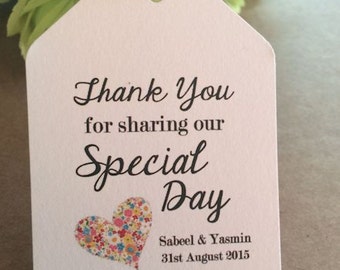 Thank You
for sharing our
Special
Day
Sabeel & Yasmin
31st August 2015